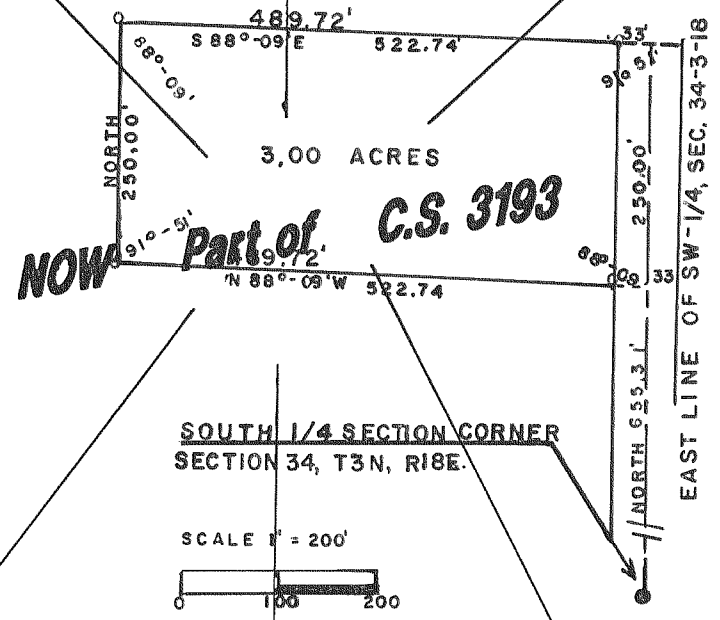 489.72'
33'
S 88°-09'E 522.74'
88°-09'
91° 51'
NORTH
250.00'
3.00 ACRES
250.00'
EAST LINE OF SW-1/4, SEC. 34-3-18
91°-51'
NOW Part of C.S. 3193
88°
09
33
N 88°-09'W 522.74
NORTH 655.31'
SOUTH 1/4 SECTION CORNER
SECTION 34, T3N, R18E.
SCALE 1" = 200'
0 100 200